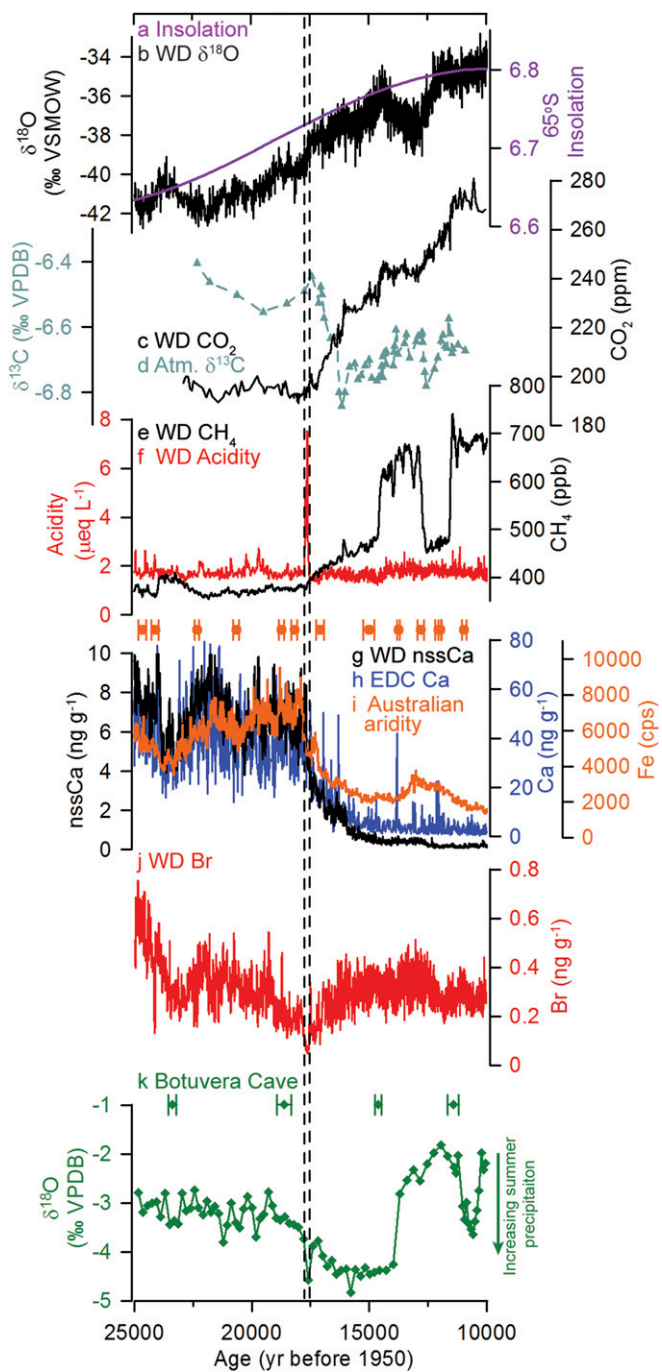 a Insolation
b WD δ¹⁸O
-34
-36
-38
-40
-42
δ¹⁸O
(‰ VSMOW)
6.8
6.7
6.6
65ºS
Insolation
280
260
240
220
200
180
CO₂ (ppm)
-6.4
-6.6
-6.8
δ¹³C (‰ VPDB)
c WD CO₂
d Atm. δ¹³C
e WD CH₄
f WD Acidity
8
6
4
2
0
Acidity
(µeq L⁻¹)
800
700
600
500
400
CH₄ (ppb)
g WD nssCa
h EDC Ca
i Australian
aridity
10
8
6
4
2
0
nssCa (ng g⁻¹)
80
60
40
20
0
Ca (ng g⁻¹)
10000
8000
6000
4000
2000
0
Fe (cps)
j WD Br
0.8
0.6
0.4
0.2
0
Br (ng g⁻¹)
k Botuvera Cave
-1
-2
-3
-4
-5
δ¹⁸O
(‰ VPDB)
Increasing summer
precipitaiton
25000
20000
15000
10000
Age (yr before 1950)